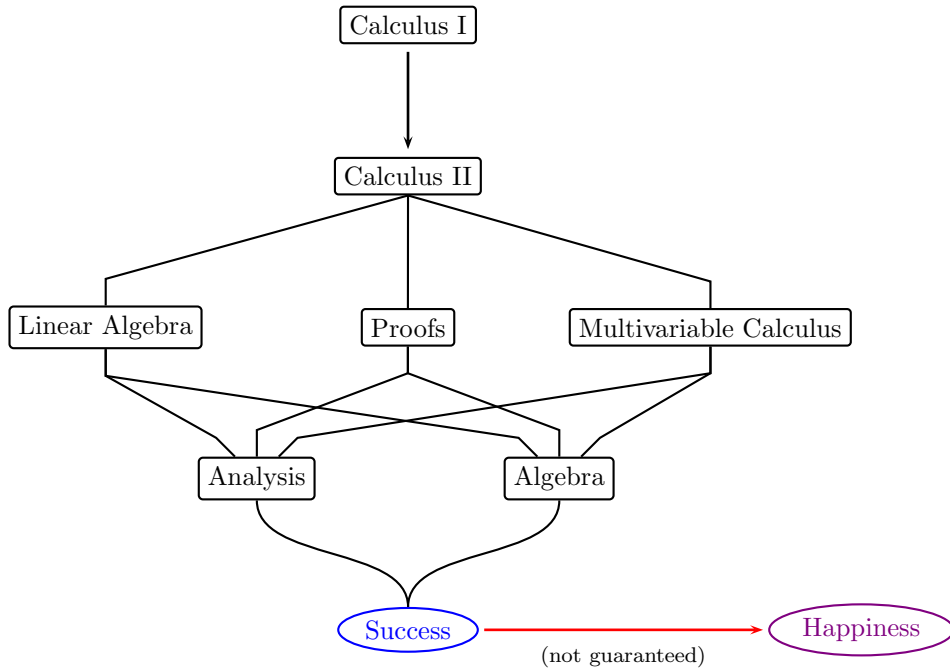 Calculus I
Calculus II
Linear Algebra
Proofs
Multivariable Calculus
Analysis
Algebra
Success
Happiness
(not guaranteed)